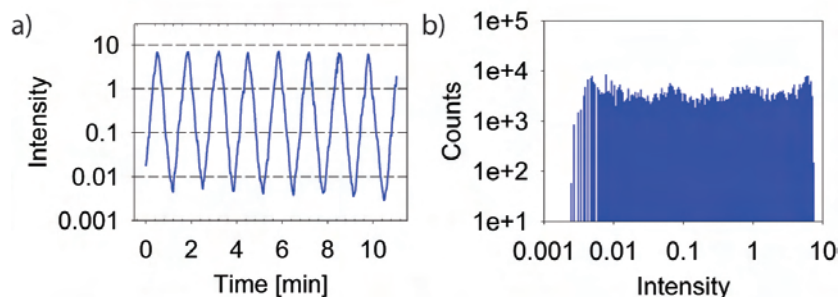 a)
Intensity
10
1
0.1
0.01
0.001
0 2 4 6 8 10
Time [min]
b)
Counts
1e+5
1e+4
1e+3
1e+2
1e+1
0.001 0.01 0.1 1 10
Intensity